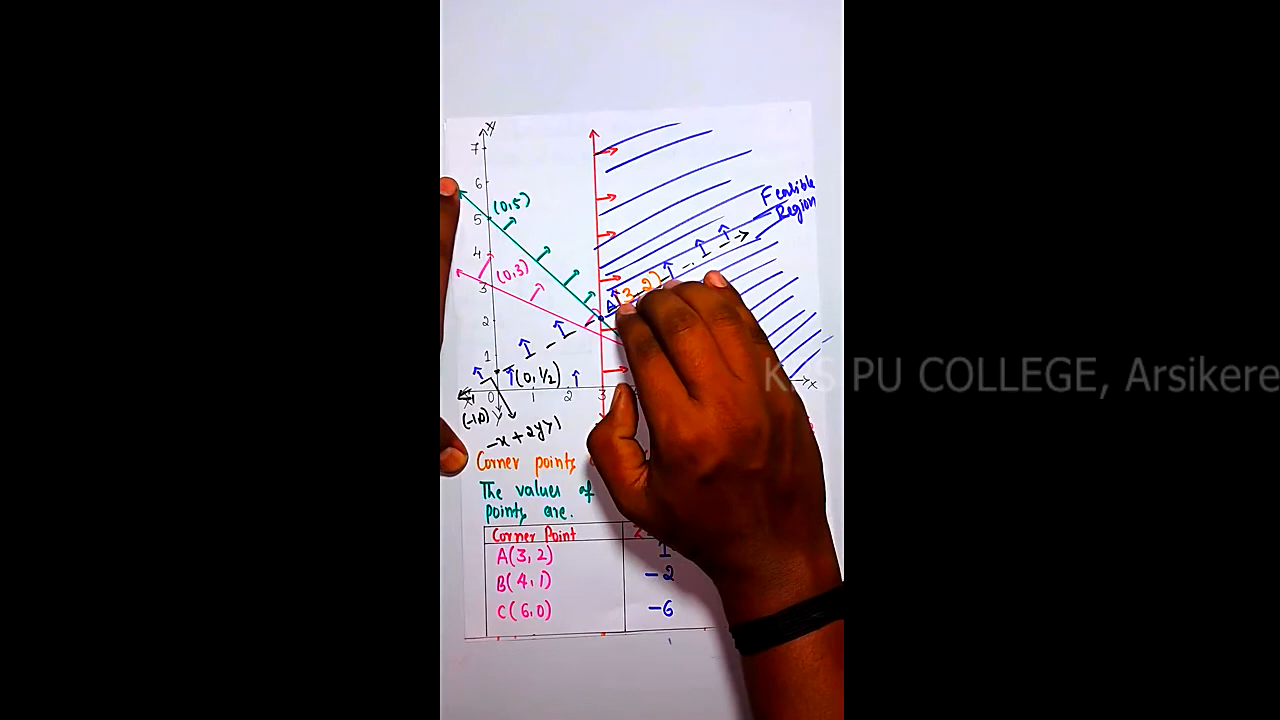 Y
7
6
5
4
3
2
1
(0,5)
(0,3)
Feasible
Region
A(3,2)
(0,1/2)
0 1 2 3
X
(-1,0)
-x+2y>1
Corner points
The values of
points are.
Corner Point Z
A(3,2) 1
B(4,1) -2
C(6,0) -6
PU COLLEGE, Arsikere